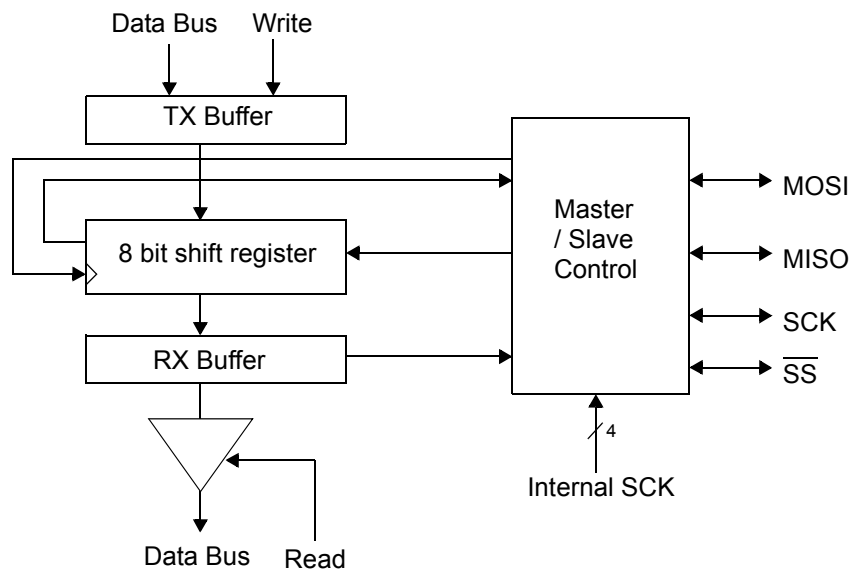 Data Bus Write
TX Buffer
8 bit shift register
RX Buffer
Data Bus Read
Master
/ Slave
Control
MOSI
MISO
SCK
S̅S̅
4
Internal SCK